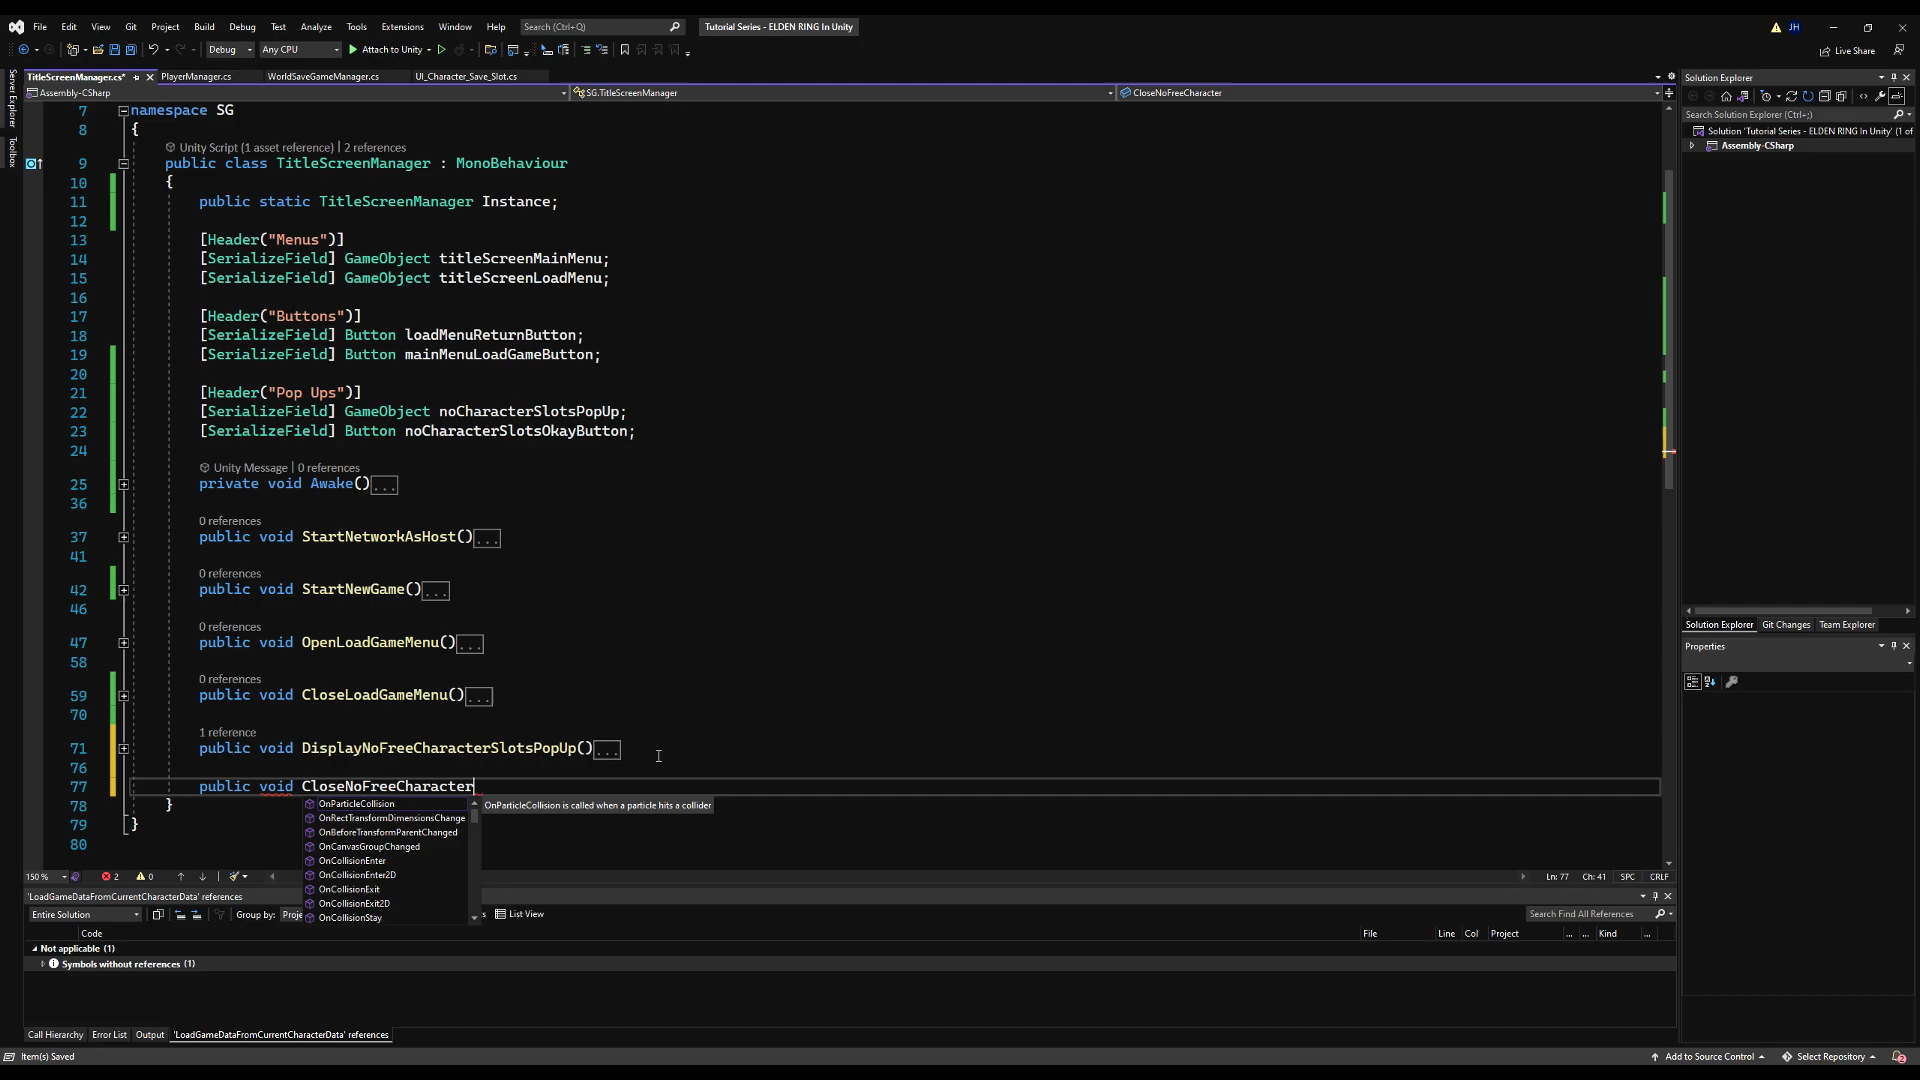 File Edit View Git Project Build Debug Test Analyze Tools Extensions Window Help Search (Ctrl+Q) Tutorial Series - ELDEN RING In Unity JH
Debug Any CPU Attach to Unity Live Share
TitleScreenManager.cs* PlayerManager.cs WorldSaveGameManager.cs UI_Character_Save_Slot.cs
Assembly-CSharp SG.TitleScreenManager CloseNoFreeCharacter
Server Explorer
Toolbox
7 namespace SG
8 {
Unity Script (1 asset reference) | 2 references
9 public class TitleScreenManager : MonoBehaviour
10 {
11 public static TitleScreenManager Instance;
12
13 [Header("Menus")]
14 [SerializeField] GameObject titleScreenMainMenu;
15 [SerializeField] GameObject titleScreenLoadMenu;
16
17 [Header("Buttons")]
18 [SerializeField] Button loadMenuReturnButton;
19 [SerializeField] Button mainMenuLoadGameButton;
20
21 [Header("Pop Ups")]
22 [SerializeField] GameObject noCharacterSlotsPopUp;
23 [SerializeField] Button noCharacterSlotsOkayButton;
24
Unity Message | 0 references
25 private void Awake()...
36
0 references
37 public void StartNetworkAsHost()...
41
0 references
42 public void StartNewGame()...
46
0 references
47 public void OpenLoadGameMenu()...
58
0 references
59 public void CloseLoadGameMenu()...
70
1 reference
71 public void DisplayNoFreeCharacterSlotsPopUp()...
76
77 public void CloseNoFreeCharacter
78 }
79 }
80
OnParticleCollision
OnRectTransformDimensionsChange
OnBeforeTransformParentChanged
OnCanvasGroupChanged
OnCollisionEnter
OnCollisionEnter2D
OnCollisionExit
OnCollisionExit2D
OnCollisionStay
OnParticleCollision is called when a particle hits a collider
150 % 2 0 Ln: 77 Ch: 41 SPC CRLF
'LoadGameDataFromCurrentCharacterData' references
Entire Solution Group by: Proje s List View Search Find All References
Code File Line Col Project ... ... Kind ...
Not applicable (1)
Symbols without references (1)
Call Hierarchy Error List Output 'LoadGameDataFromCurrentCharacterData' references
Item(s) Saved Add to Source Control Select Repository 2
Solution Explorer
Search Solution Explorer (Ctrl+;)
Solution 'Tutorial Series - ELDEN RING In Unity' (1 of
Assembly-CSharp
Solution Explorer Git Changes Team Explorer
Properties